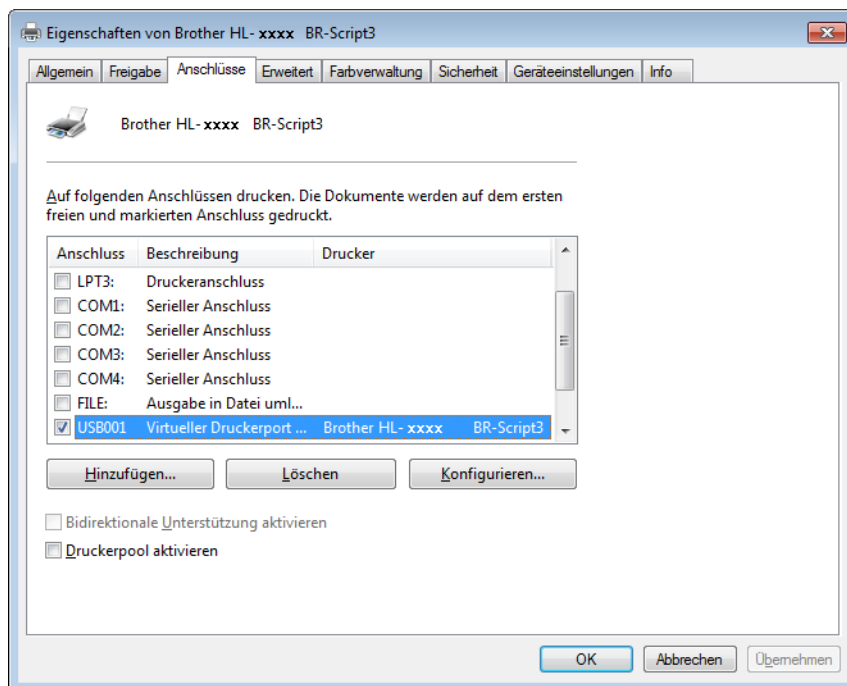 Eigenschaften von Brother HL- xxxx BR-Script3
Allgemein Freigabe Anschlüsse Erweitert Farbverwaltung Sicherheit Geräteeinstellungen Info
Brother HL- xxxx BR-Script3
Auf folgenden Anschlüssen drucken. Die Dokumente werden auf dem ersten
freien und markierten Anschluss gedruckt.
Anschluss Beschreibung Drucker
LPT3: Druckeranschluss
COM1: Serieller Anschluss
COM2: Serieller Anschluss
COM3: Serieller Anschluss
COM4: Serieller Anschluss
FILE: Ausgabe in Datei uml...
USB001 Virtueller Druckerport ... Brother HL- xxxx BR-Script3
Hinzufügen... Löschen Konfigurieren...
Bidirektionale Unterstützung aktivieren
Druckerpool aktivieren
OK Abbrechen Übernehmen